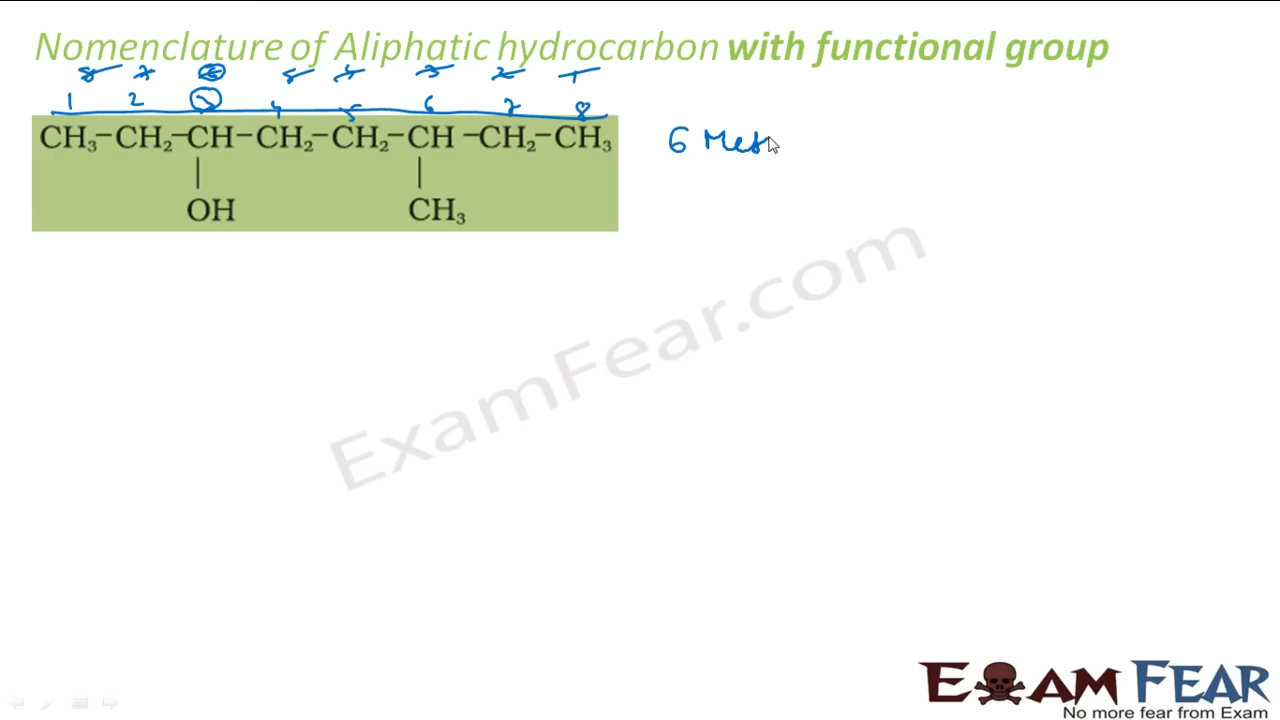 Nomenclature of Aliphatic hydrocarbon with functional group
8 7 6 5 4 3 2 1
1 2 3 4 5 6 7 8
CH₃−CH₂−CH−CH₂−CH₂−CH−CH₂−CH₃
| |
OH CH₃
6 Met
ExamFear.com
EXAM FEAR
No more fear from Exam